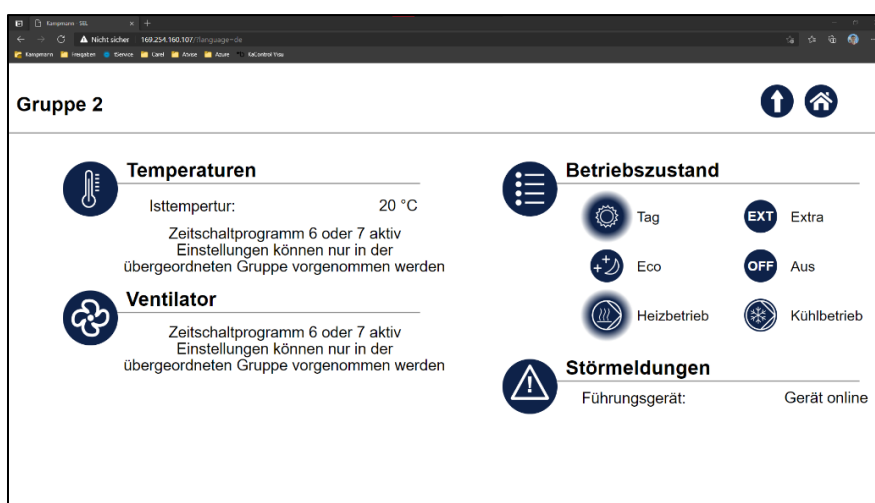 Kampmann TBL
Nicht sicher 169.254.160.107/?language=de
Kampmann Freigaben Service Carel Atvise Azure KaControl You
Gruppe 2
Temperaturen
Isttempertur: 20 °C
Zeitschaltprogramm 6 oder 7 aktiv
Einstellungen können nur in der
übergeordneten Gruppe vorgenommen werden
Ventilator
Zeitschaltprogramm 6 oder 7 aktiv
Einstellungen können nur in der
übergeordneten Gruppe vorgenommen werden
Betriebszustand
Tag EXT Extra
Eco OFF Aus
Heizbetrieb Kühlbetrieb
Störmeldungen
Führungsgerät: Gerät online